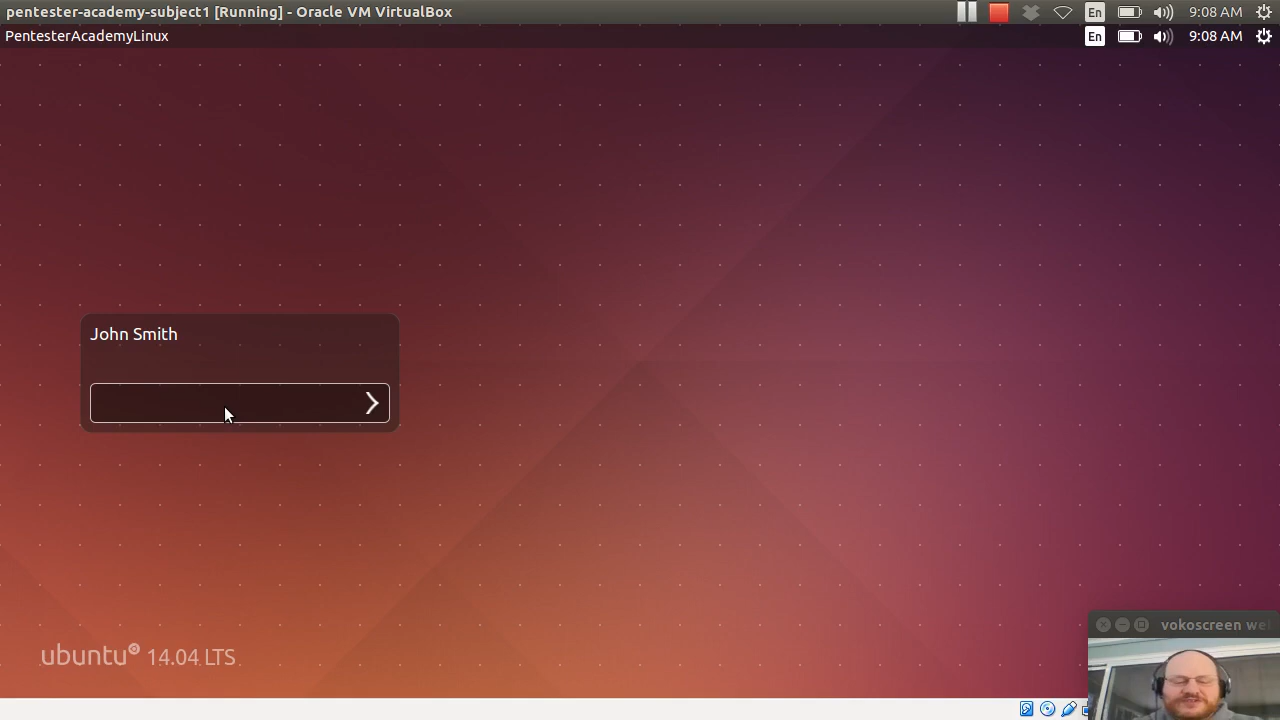 pentester-academy-subject1 [Running] - Oracle VM VirtualBox
En
9:08 AM
PentesterAcademyLinux
En
9:08 AM
John Smith
ubuntu 14.04 LTS
vokoscreen we